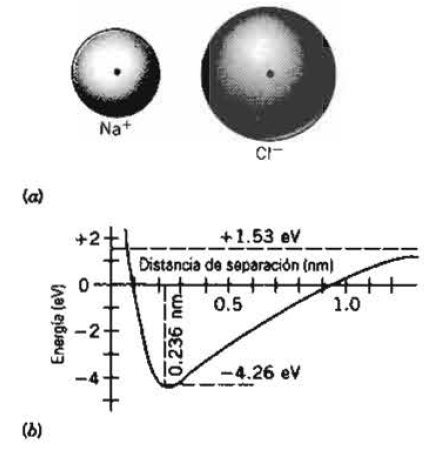 Na+
Cl−
(a)
+2
+1.53 eV
Distancia de separación (nm)
0
0.5
1.0
Energía (eV)
−2
0.236 nm
−4
−4.26 eV
(b)